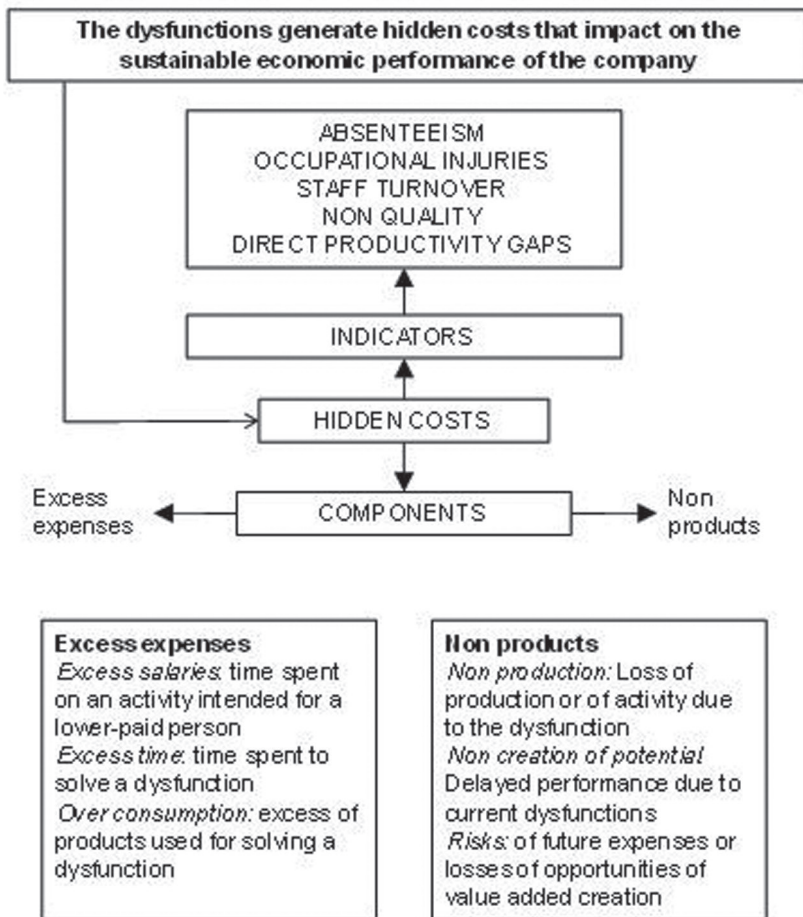 The dysfunctions generate hidden costs that impact on the
sustainable economic performance of the company
ABSENTEEISM
OCCUPATIONAL INJURIES
STAFF TURNOVER
NON QUALITY
DIRECT PRODUCTIVITY GAPS
INDICATORS
HIDDEN COSTS
COMPONENTS
Excess
expenses
Non
products
Excess expenses
Excess salaries: time spent
on an activity intended for a
lower-paid person
Excess time: time spent to
solve a dysfunction
Over consumption: excess of
products used for solving a
dysfunction
Non products
Non production: Loss of
production or of activity due
to the dysfunction
Non creation of potential
Delayed performance due to
current dysfunctions
Risks: of future expenses or
losses of opportunities of
value added creation